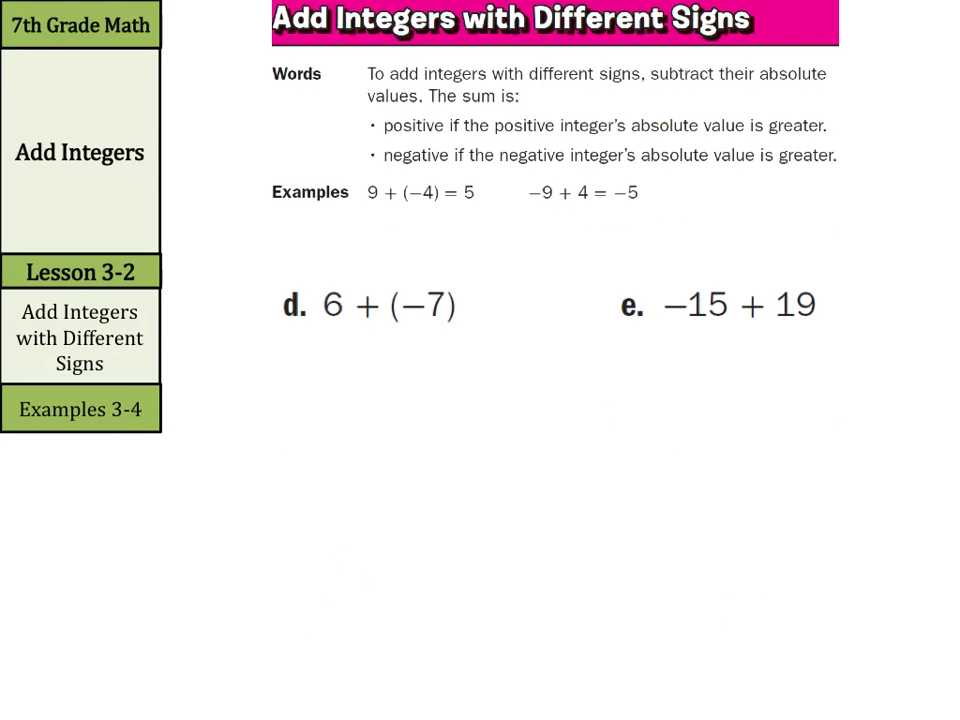 7th Grade Math
Add Integers
Lesson 3-2
Add Integers
with Different
Signs
Examples 3-4
Add Integers with Different Signs
Words To add integers with different signs, subtract their absolute
values. The sum is:
• positive if the positive integer's absolute value is greater.
• negative if the negative integer's absolute value is greater.
Examples 9 + (−4) = 5 −9 + 4 = −5
d. 6 + (−7) e. −15 + 19